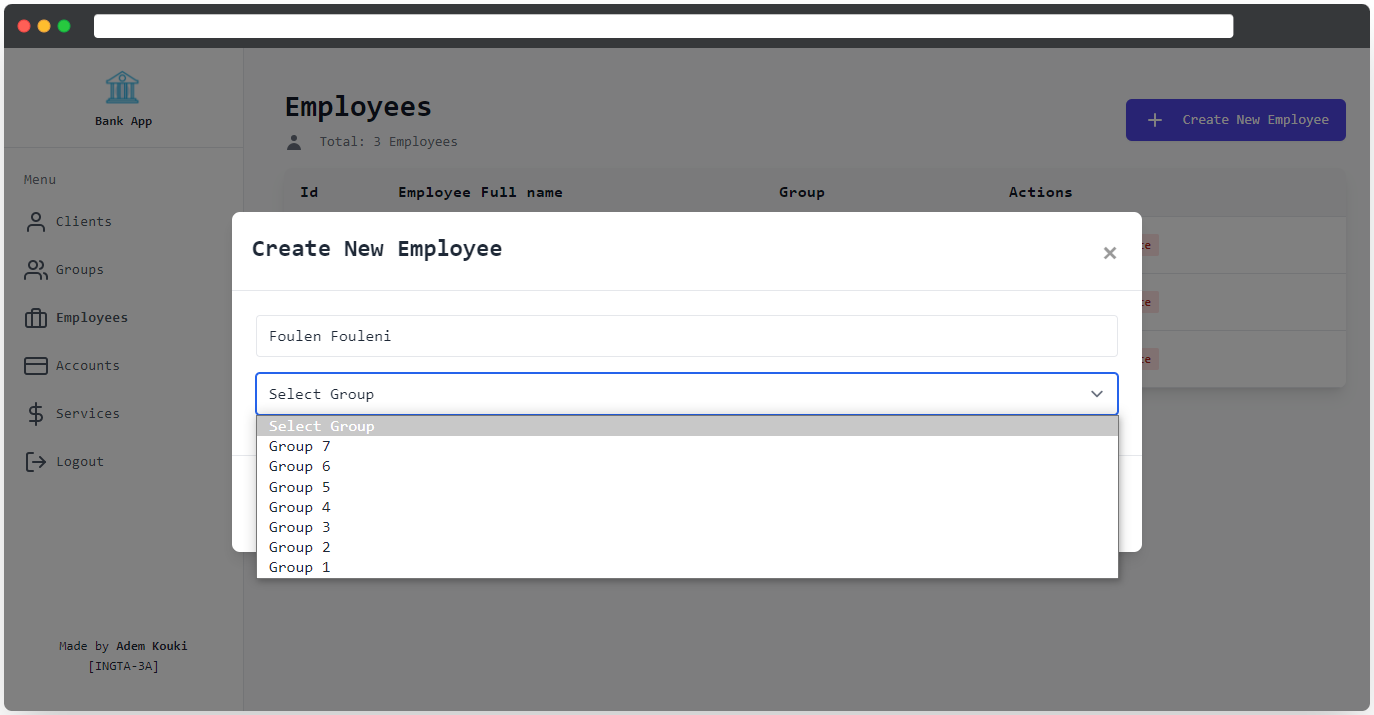 Bank App
Menu
Clients
Groups
Employees
Accounts
Services
Logout
Made by Adem Kouki
[INGTA-3A]
Employees
Total: 3 Employees
Create New Employee
Id Employee Full name Group Actions
Create New Employee
Foulen Fouleni
Select Group
Select Group
Group 7
Group 6
Group 5
Group 4
Group 3
Group 2
Group 1